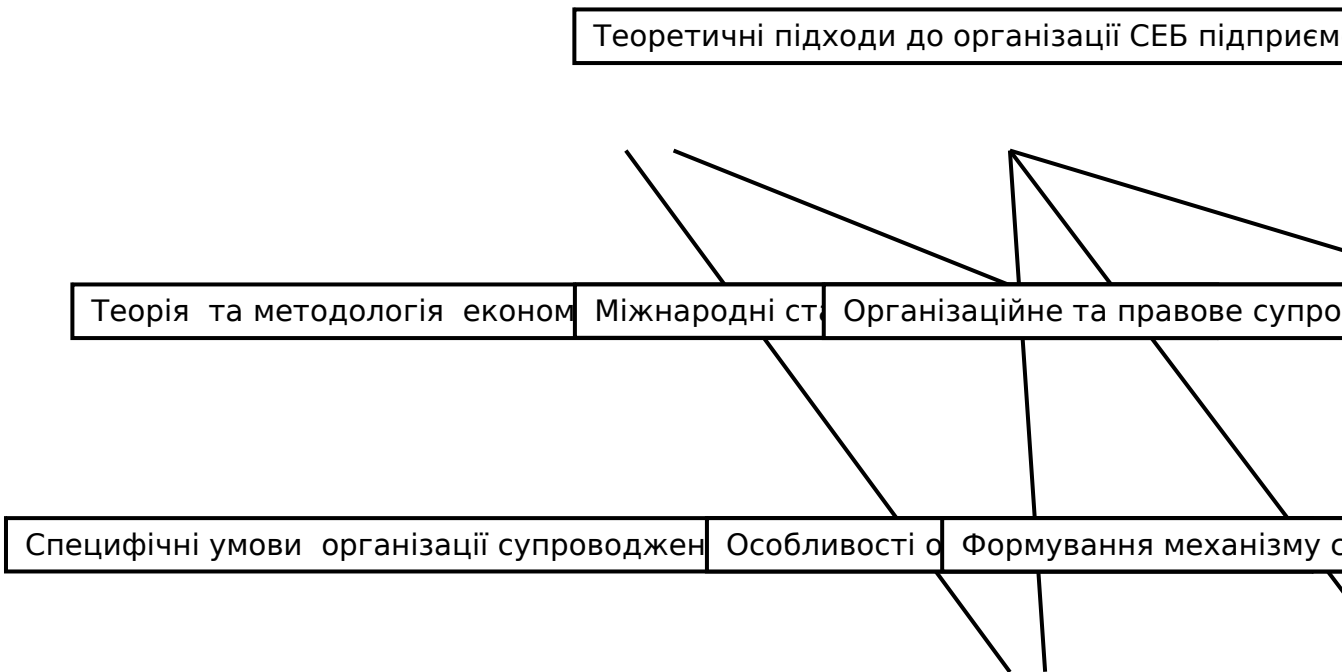 Теоретичні підходи до організації СЕБ підприєм
Теорія та методологія економ
Міжнародні ста
Організаційне та правове супро
Специфічні умови організації супроводжен
Особливості о
Формування механізму с